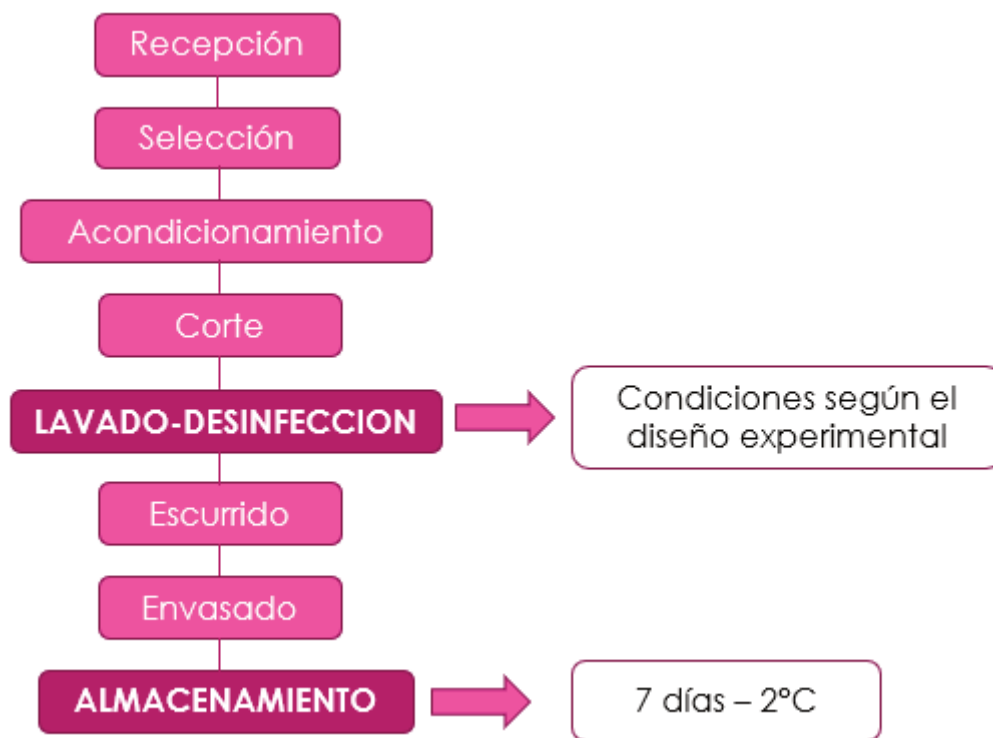 Recepción
Selección
Acondicionamiento
Corte
LAVADO-DESINFECCION
Condiciones según el
diseño experimental
Escurrido
Envasado
ALMACENAMIENTO
7 días – 2°C